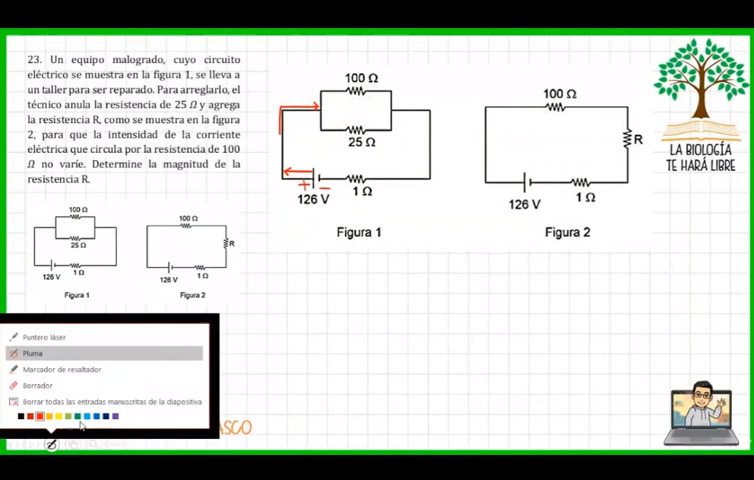 23. Un equipo malogrado, cuyo circuito
eléctrico se muestra en la figura 1, se lleva a
un taller para ser reparado. Para arreglarlo, el
técnico anula la resistencia de 25 Ω y agrega
la resistencia R, como se muestra en la figura
2, para que la intensidad de la corriente
eléctrica que circula por la resistencia de 100
Ω no varíe. Determine la magnitud de la
resistencia R.
100 Ω
25 Ω
1 Ω
126 V
Figura 1
100 Ω
R
1 Ω
126 V
Figura 2
100 Ω
25 Ω
+ −
126 V
1 Ω
Figura 1
100 Ω
R
1 Ω
126 V
Figura 2
LA BIOLOGÍA
TE HARÁ LIBRE
Puntero láser
Pluma
Marcador de resaltador
Borrador
Borrar todas las entradas manuscritas de la diapositiva